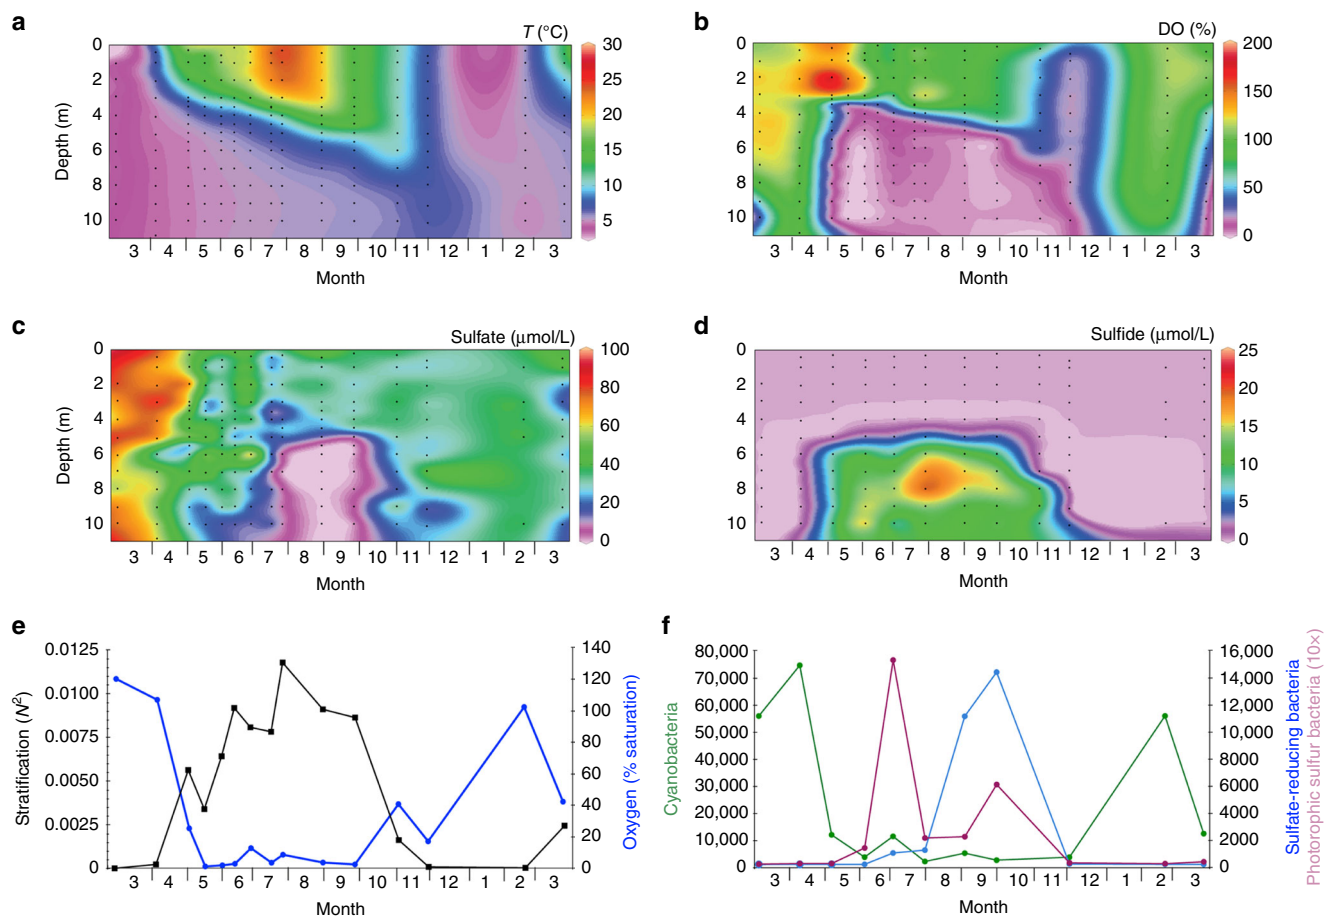 a
T (°C)
0
2
4
6
8
10
Depth (m)
30
25
20
15
10
5
3 4 5 6 7 8 9 10 11 12 1 2 3
Month
b
DO (%)
0
2
4
6
8
10
200
150
100
50
0
3 4 5 6 7 8 9 10 11 12 1 2 3
Month
c
Sulfate (μmol/L)
0
2
4
6
8
10
Depth (m)
100
80
60
40
20
0
3 4 5 6 7 8 9 10 11 12 1 2 3
Month
d
Sulfide (μmol/L)
0
2
4
6
8
10
25
20
15
10
5
0
3 4 5 6 7 8 9 10 11 12 1 2 3
Month
e
Stratification (N²)
0.0125
0.0100
0.0075
0.0050
0.0025
0
140
120
100
80
60
40
20
0
Oxygen (% saturation)
3 4 5 6 7 8 9 10 11 12 1 2 3
Month
f
Cyanobacteria
80,000
70,000
60,000
50,000
40,000
30,000
20,000
10,000
0
16,000
14,000
12,000
10,000
8000
6000
4000
2000
0
Sulfate-reducing bacteria
Photorophic sulfur bacteria (10×)
3 4 5 6 7 8 9 10 11 12 1 2 3
Month